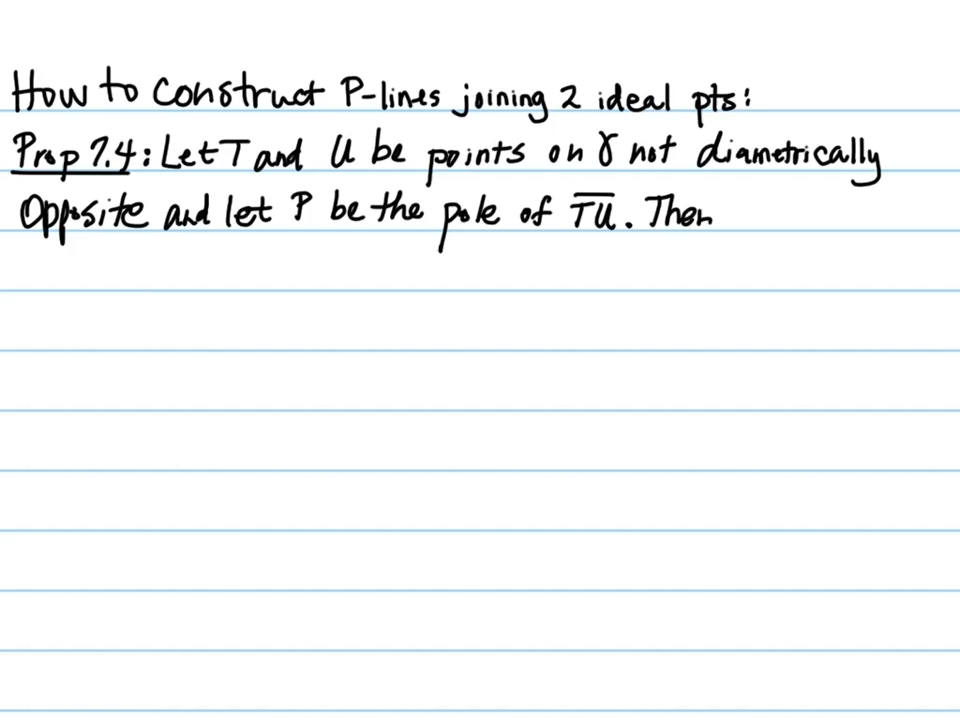 How to construct P-lines joining 2 ideal pts:
Prop 7.4: Let T and U be points on γ not diametrically
Opposite and let P be the pole of T̅U̅. Then